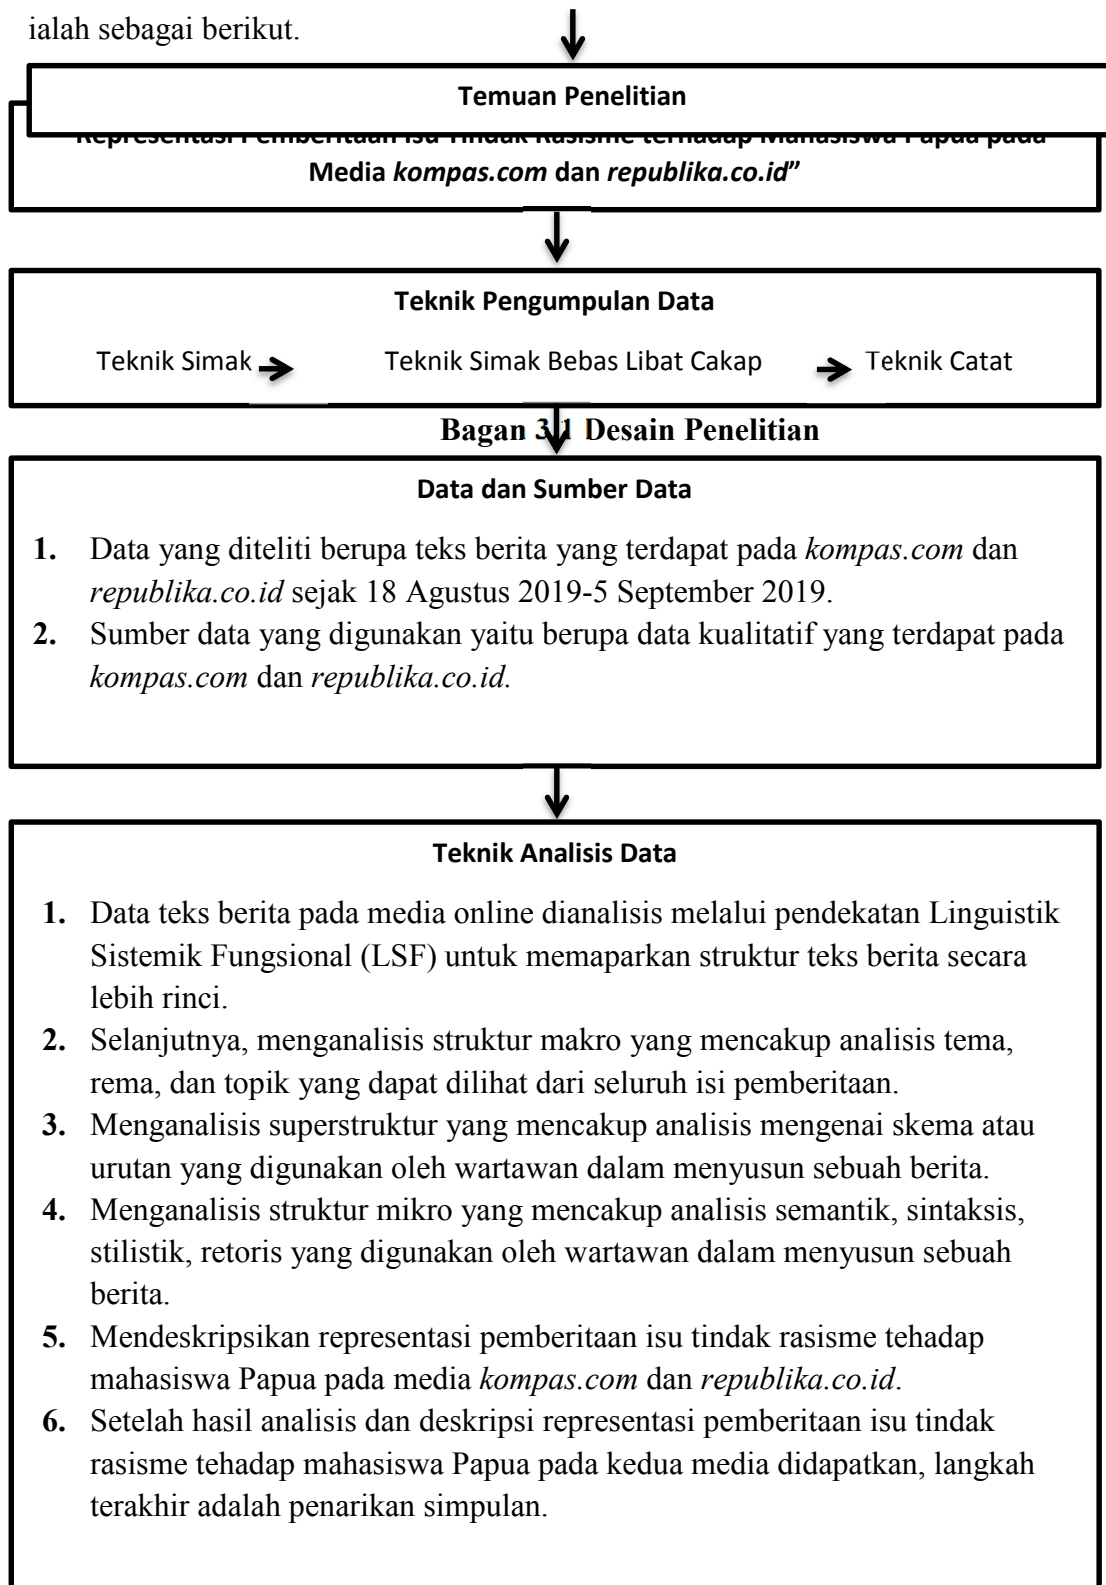 ialah sebagai berikut.
Temuan Penitian
Representasi Pemberitaan Isu Tindak Rasisme terhadap Mahasiswa Papua pada
Media kompas.com dan republika.co.id”
Teknik Pengumpulan Data
Teknik Simak Teknik Simak Bebas Libat Cakap Teknik Catat
Bagan 3.1 Desain Penelitian
Data dan Sumber Data
1. Data yang diteliti berupa teks berita yang terdapat pada kompas.com dan
republika.co.id sejak 18 Agustus 2019-5 September 2019.
2. Sumber data yang digunakan yaitu berupa data kualitatif yang terdapat pada
kompas.com dan republika.co.id.
Teknik Analisis Data
1. Data teks berita pada media online dianalisis melalui pendekatan Linguistik
Sistemik Fungsional (LSF) untuk memaparkan struktur teks berita secara
lebih rinci.
2. Selanjutnya, menganalisis struktur makro yang mencakup analisis tema,
rema, dan topik yang dapat dilihat dari seluruh isi pemberitaan.
3. Menganalisis superstruktur yang mencakup analisis mengenai skema atau
urutan yang digunakan oleh wartawan dalam menyusun sebuah berita.
4. Menganalisis struktur mikro yang mencakup analisis semantik, sintaksis,
stilistik, retoris yang digunakan oleh wartawan dalam menyusun sebuah
berita.
5. Mendeskripsikan representasi pemberitaan isu tindak rasisme tehadap
mahasiswa Papua pada media kompas.com dan republika.co.id.
6. Setelah hasil analisis dan deskripsi representasi pemberitaan isu tindak
rasisme tehadap mahasiswa Papua pada kedua media didapatkan, langkah
terakhir adalah penarikan simpulan.